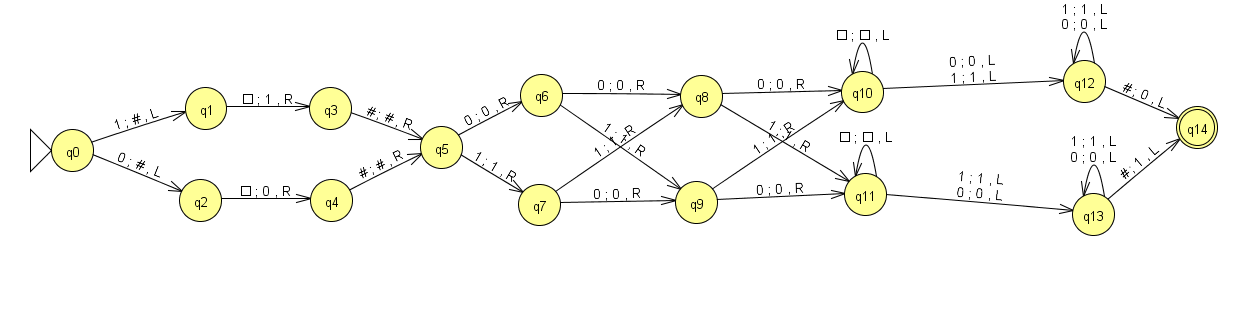 1 ; 1 , L
0 ; 0 , L
□ ; □ , L
0 ; 0 , L
1 ; 1 , L
q12
#; 0 , L
q14
q10
0 ; 0 , R
q8
0 ; 0 , R
q6
0 ; 0 , R
1 ; #, L
q1
□ ; 1 , R
q3
#; #, R
q0
0 ; #, L
q2
□ ; 0 , R
q4
#; #, R
q5
1 ; 1 , R
q7
1 ; 1 , R
1 ; 1 , R
0 ; 0 , R
q9
1 ; 1 , R
1 ; 1 , R
0 ; 0 , R
□ ; □ , L
q11
1 ; 1 , L
0 ; 0 , L
1 ; 1 , L
0 ; 0 , L
q13
#; 1 , L